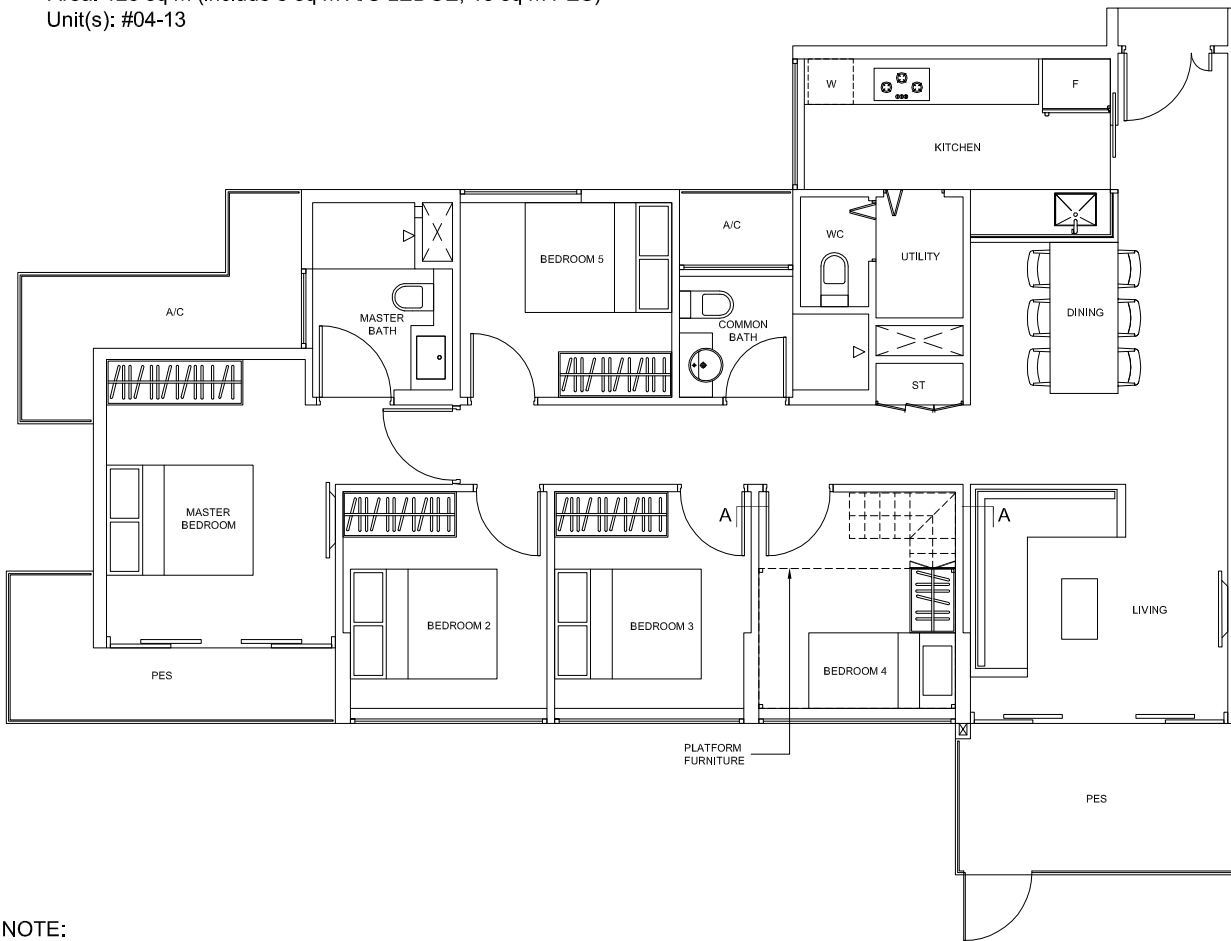 Unit(s): #04-13
W
F
KITCHEN
A/C
WC
BEDROOM 5
UTILITY
A/C
MASTER
BATH
COMMON
BATH
DINING
ST
MASTER
BEDROOM
A
A
BEDROOM 2
BEDROOM 3
LIVING
BEDROOM 4
PES
PLATFORM
FURNITURE
PES
NOTE: